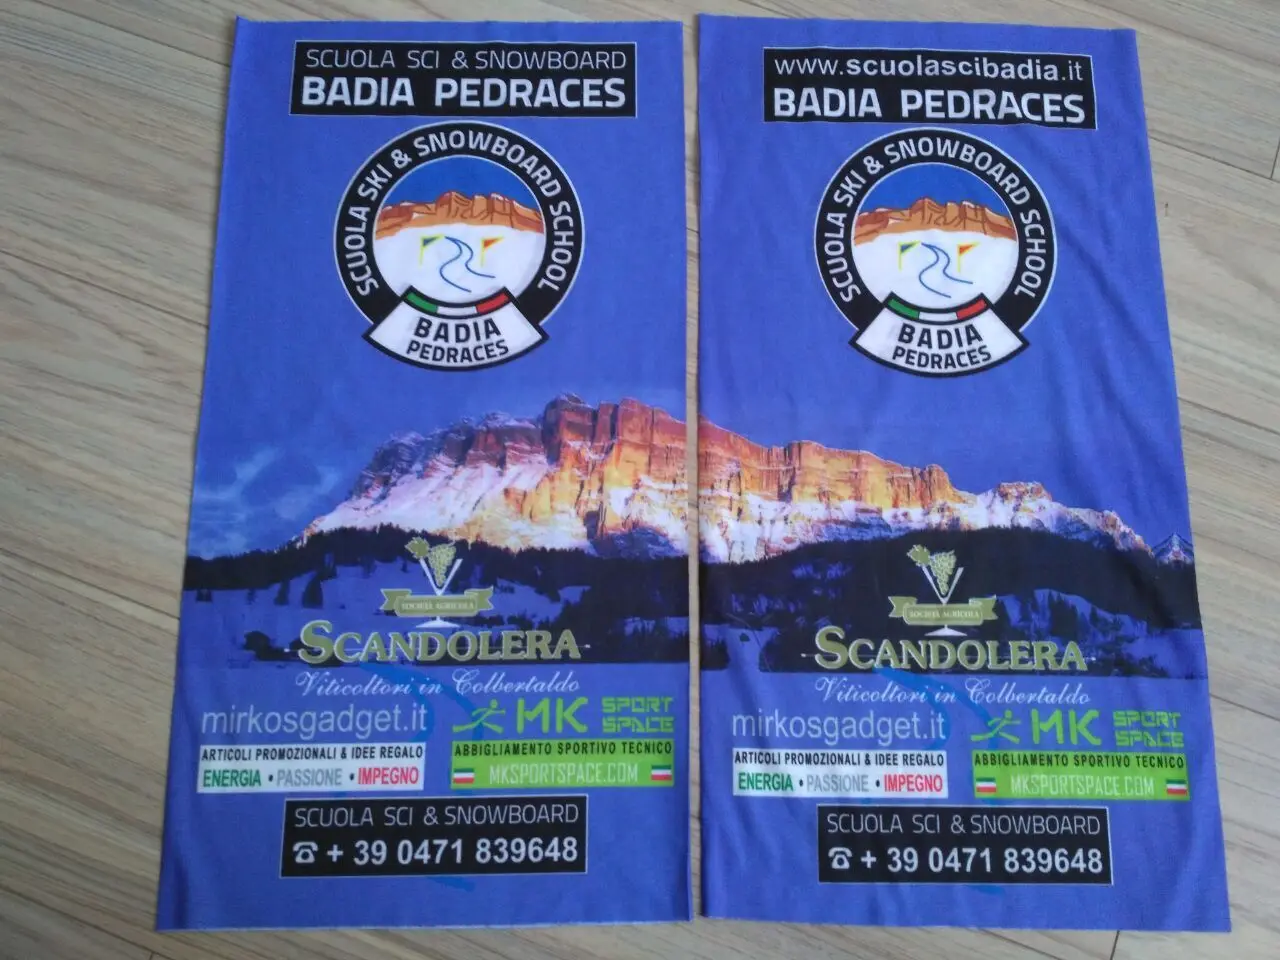 SCUOLA SCI & SNOWBOARD
BADIA PEDRACES
SCUOLA SKI & SNOWBOARD SCHOOL
BADIA
PEDRACES
SOCIETÀ AGRICOLA
SCANDOLERA
Viticoltori in Colbertaldo
mirkosgadget.it
ARTICOLI PROMOZIONALI & IDEE REGALO
ENERGIA • PASSIONE • IMPEGNO
MK SPORT
SPACE
ABBIGLIAMENTO SPORTIVO TECNICO
MKSPORTSPACE.COM
SCUOLA SCI & SNOWBOARD
☎ + 39 0471 839648
www.scuolascibadia.it
BADIA PEDRACES
SCUOLA SKI & SNOWBOARD SCHOOL
BADIA
PEDRACES
SOCIETÀ AGRICOLA
SCANDOLERA
Viticoltori in Colbertaldo
mirkosgadget.it
ARTICOLI PROMOZIONALI & IDEE REGALO
ENERGIA • PASSIONE • IMPEGNO
MK SPORT
SPACE
ABBIGLIAMENTO SPORTIVO TECNICO
MKSPORTSPACE.COM
SCUOLA SCI & SNOWBOARD
☎ + 39 0471 839648